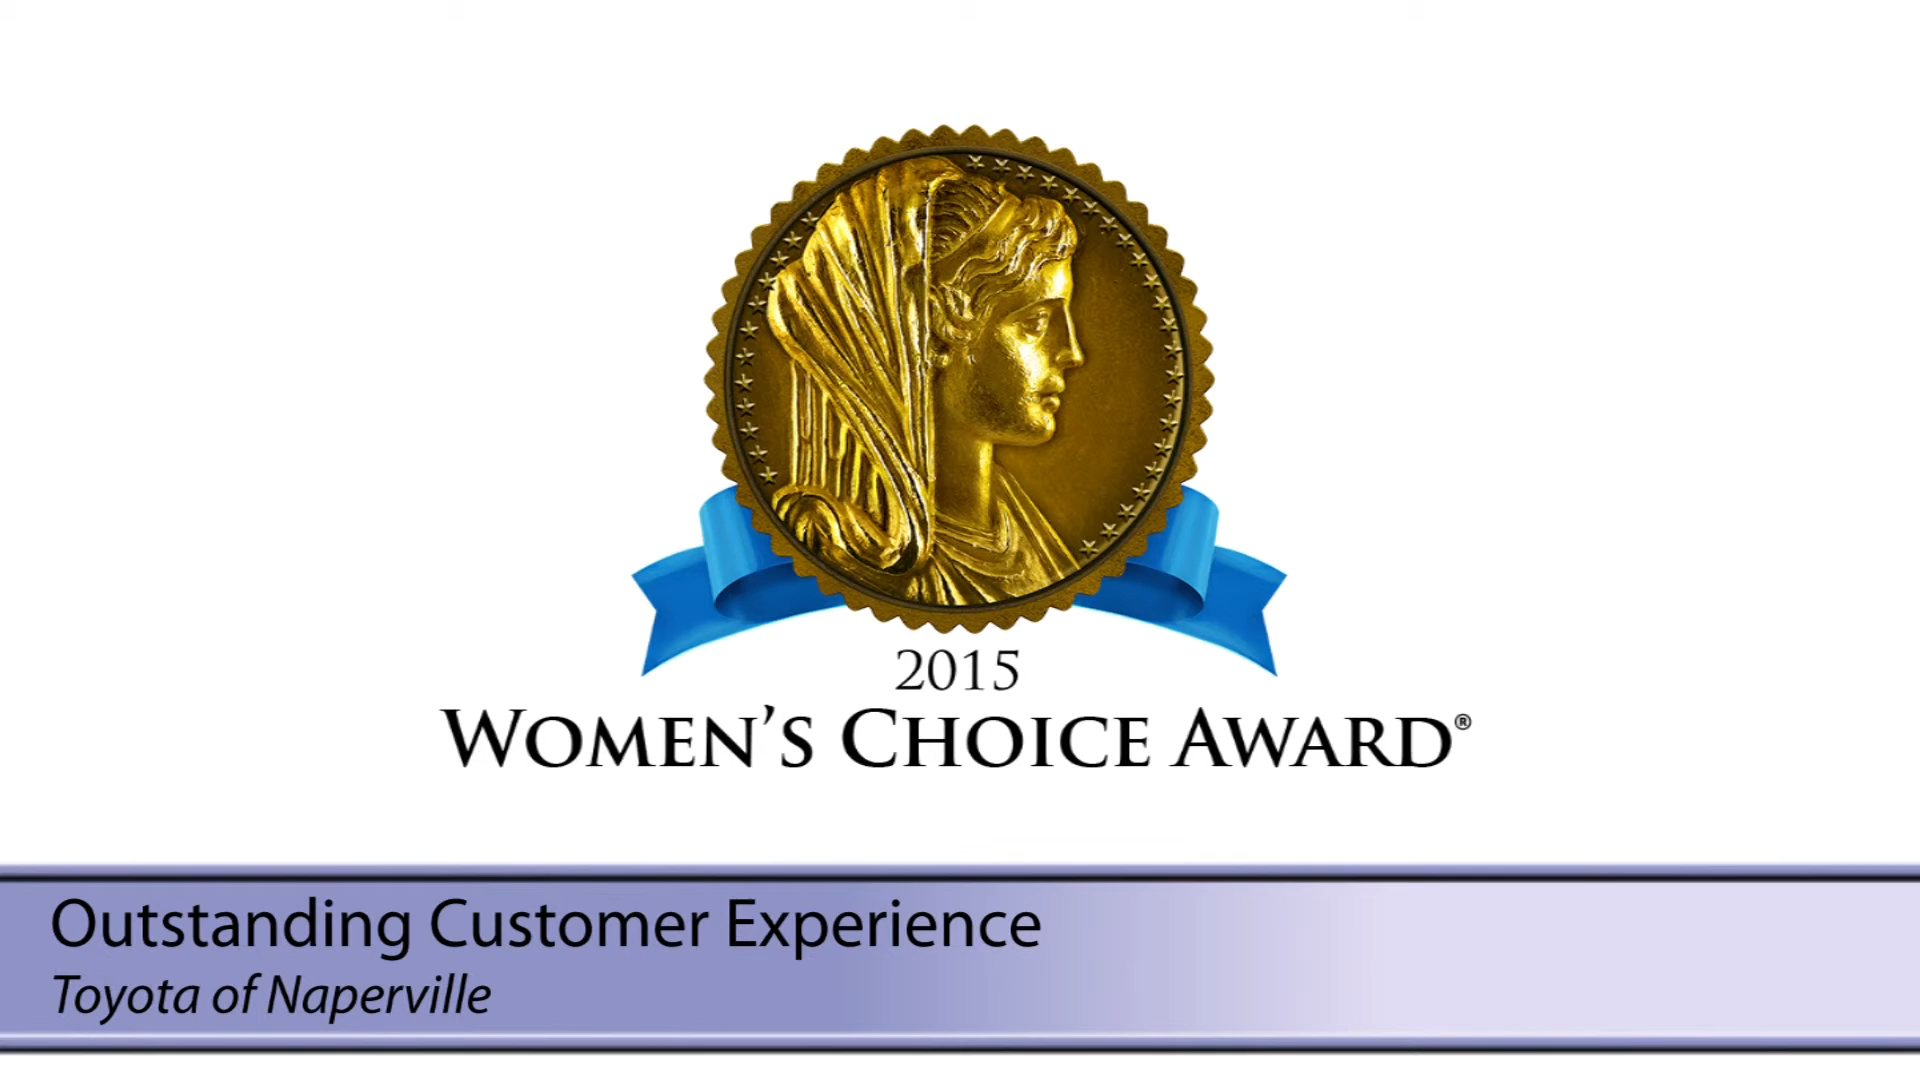 2015
Women's Choice Award®
Outstanding Customer Experience
Toyota of Naperville